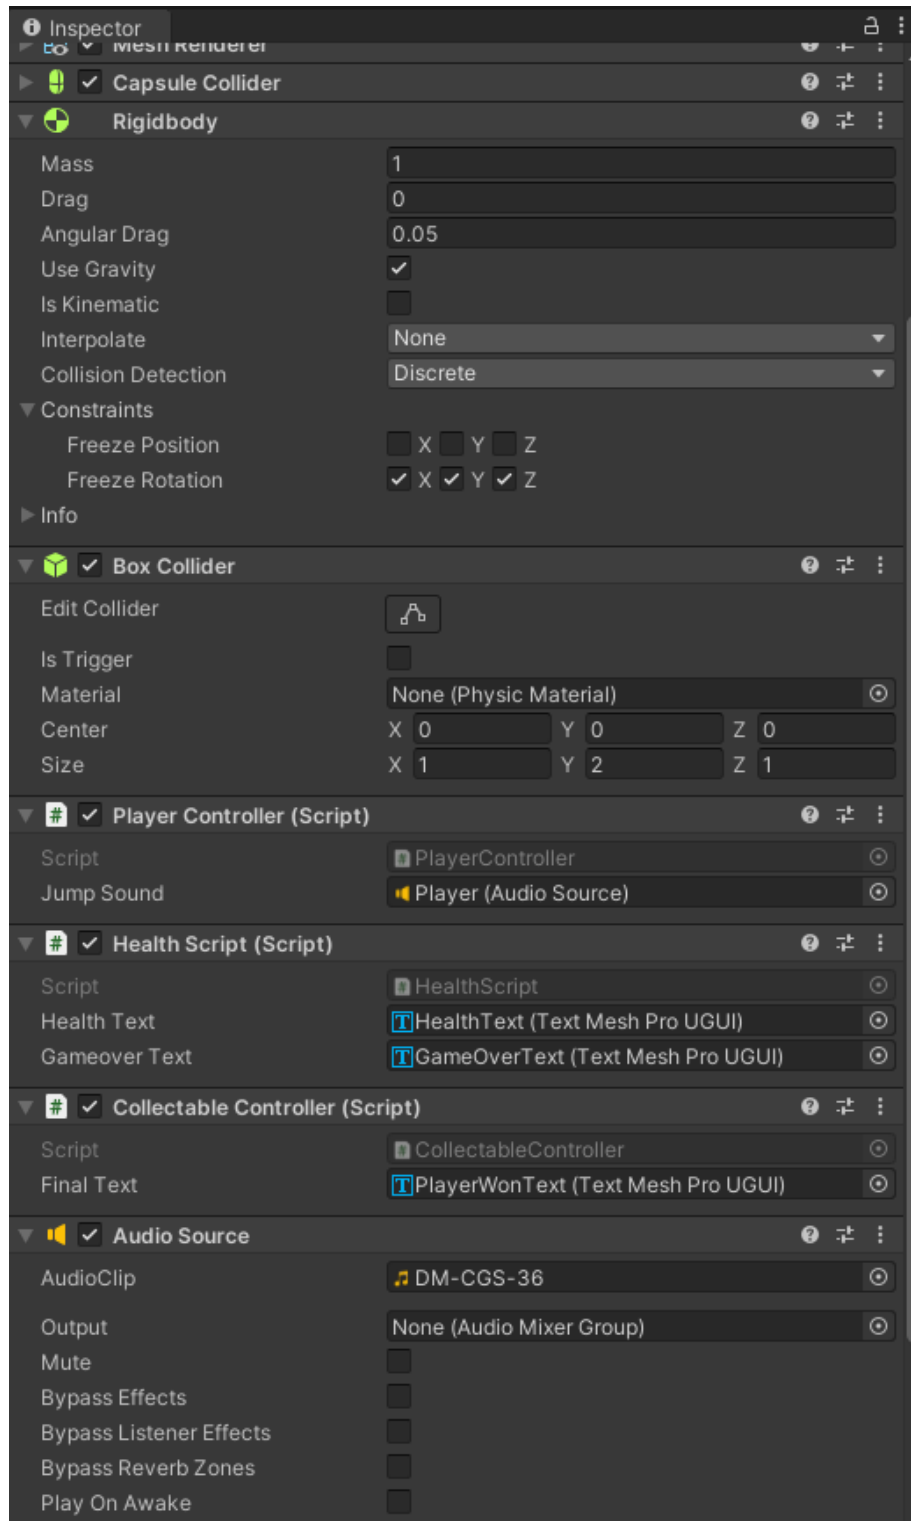 Inspector
Mesh Renderer
Capsule Collider
Rigidbody
Mass 1
Drag 0
Angular Drag 0.05
Use Gravity
Is Kinematic
Interpolate None
Collision Detection Discrete
Constraints
Freeze Position X Y Z
Freeze Rotation X Y Z
Info
Box Collider
Edit Collider
Is Trigger
Material None (Physic Material)
Center X 0 Y 0 Z 0
Size X 1 Y 2 Z 1
# Player Controller (Script)
Script # PlayerController
Jump Sound Player (Audio Source)
# Health Script (Script)
Script # HealthScript
Health Text HealthText (Text Mesh Pro UGUI)
Gameover Text GameOverText (Text Mesh Pro UGUI)
# Collectable Controller (Script)
Script # CollectableController
Final Text PlayerWonText (Text Mesh Pro UGUI)
Audio Source
AudioClip DM-CGS-36
Output None (Audio Mixer Group)
Mute
Bypass Effects
Bypass Listener Effects
Bypass Reverb Zones
Play On Awake